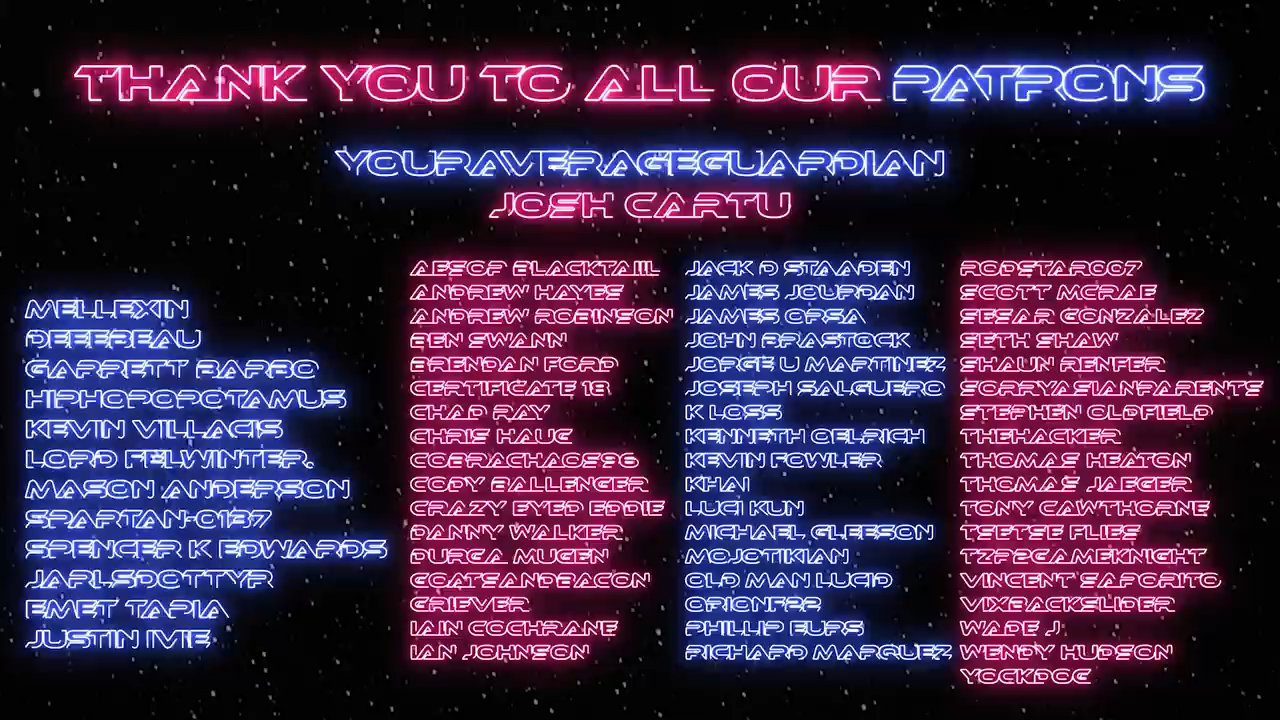 THANK YOU TO ALL OUR PATRONS
YOURAVERAGEGUARDIAN
JOSH CARTU
MELLEXIN
DEEEBEAU
GARRETT BARBO
HIPHOPOPOTAMUS
KEVIN VILLACIS
LORD FELWINTER.
MASON ANDERSON
SPARTAN-0137
SPENCER K EDWARDS
JARLSDOTTYR
EMET TAPIA
JUSTIN IVIE
AESOP BLACKTAIIL
ANDREW HAYES
ANDREW ROBINSON
BEN SWANN
BRENDAN FORD
CERTIFICATE 18
CHAD RAY
CHRIS HAUG
COBRACHAOS96
CODY BALLENGER
CRAZY EYED EDDIE
DANNY WALKER
DURGA MUGEN
GOATSANDBACON
GRIEVER
IAIN COCHRANE
IAN JOHNSON
JACK D STAADEN
JAMES JOURDAN
JAMES ORSA
JOHN BRASTOCK
JORGE U MARTINEZ
JOSEPH SALGUERO
K LOSS
KENNETH OELRICH
KEVIN FOWLER
KHAI
LUCI KUN
MICHAEL GLEESON
MOJOTIKIAN
OLD MAN LUCID
ORIONF22
PHILLIP EURS
RICHARD MARQUEZ
RODSTAR007
SCOTT MCRAE
SESAR GONZALEZ
SETH SHAW
SHAUN RENFER
SORRYASIANPARENTS
STEPHEN OLDFIELD
THEHACKER
THOMAS HEATON
THOMAS JAEGER
TONY CAWTHORNE
TSETSE FLIES
TZP2GAMEKNIGHT
VINCENT SAPORITO
VIXBACKSLIDER
WADE J
WENDY HUDSON
YOCKDOG